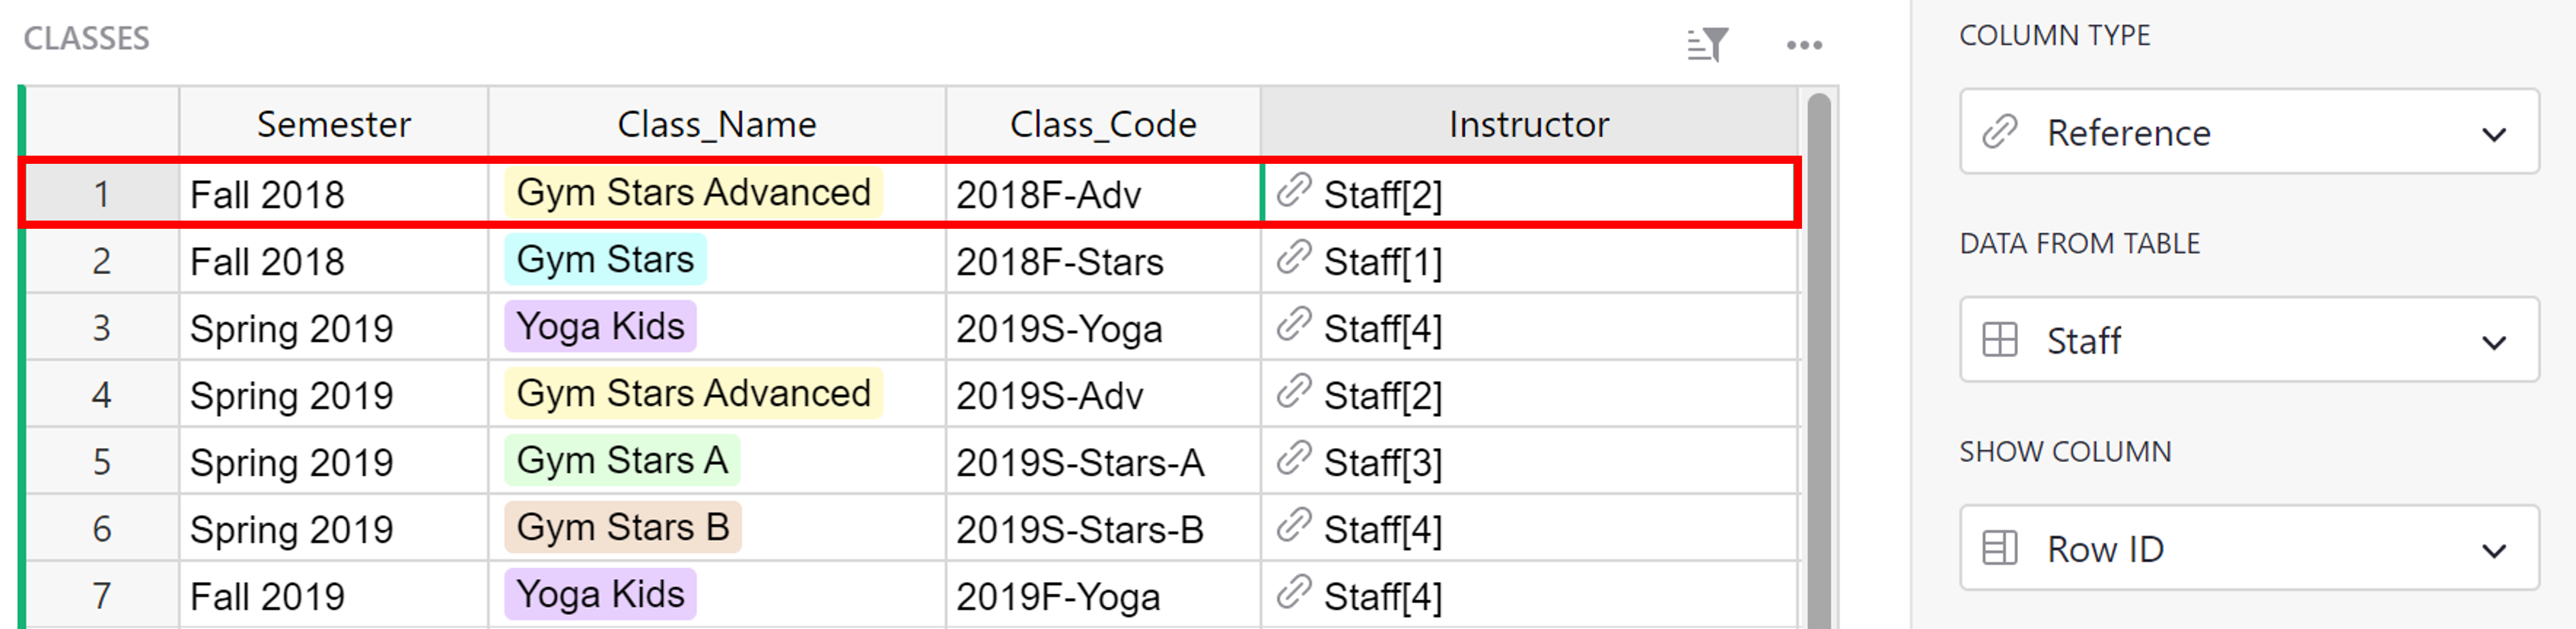 CLASSES
Semester Class_Name Class_Code Instructor
1 Fall 2018 Gym Stars Advanced 2018F-Adv Staff[2]
2 Fall 2018 Gym Stars 2018F-Stars Staff[1]
3 Spring 2019 Yoga Kids 2019S-Yoga Staff[4]
4 Spring 2019 Gym Stars Advanced 2019S-Adv Staff[2]
5 Spring 2019 Gym Stars A 2019S-Stars-A Staff[3]
6 Spring 2019 Gym Stars B 2019S-Stars-B Staff[4]
7 Fall 2019 Yoga Kids 2019F-Yoga Staff[4]
COLUMN TYPE
Reference
DATA FROM TABLE
Staff
SHOW COLUMN
Row ID